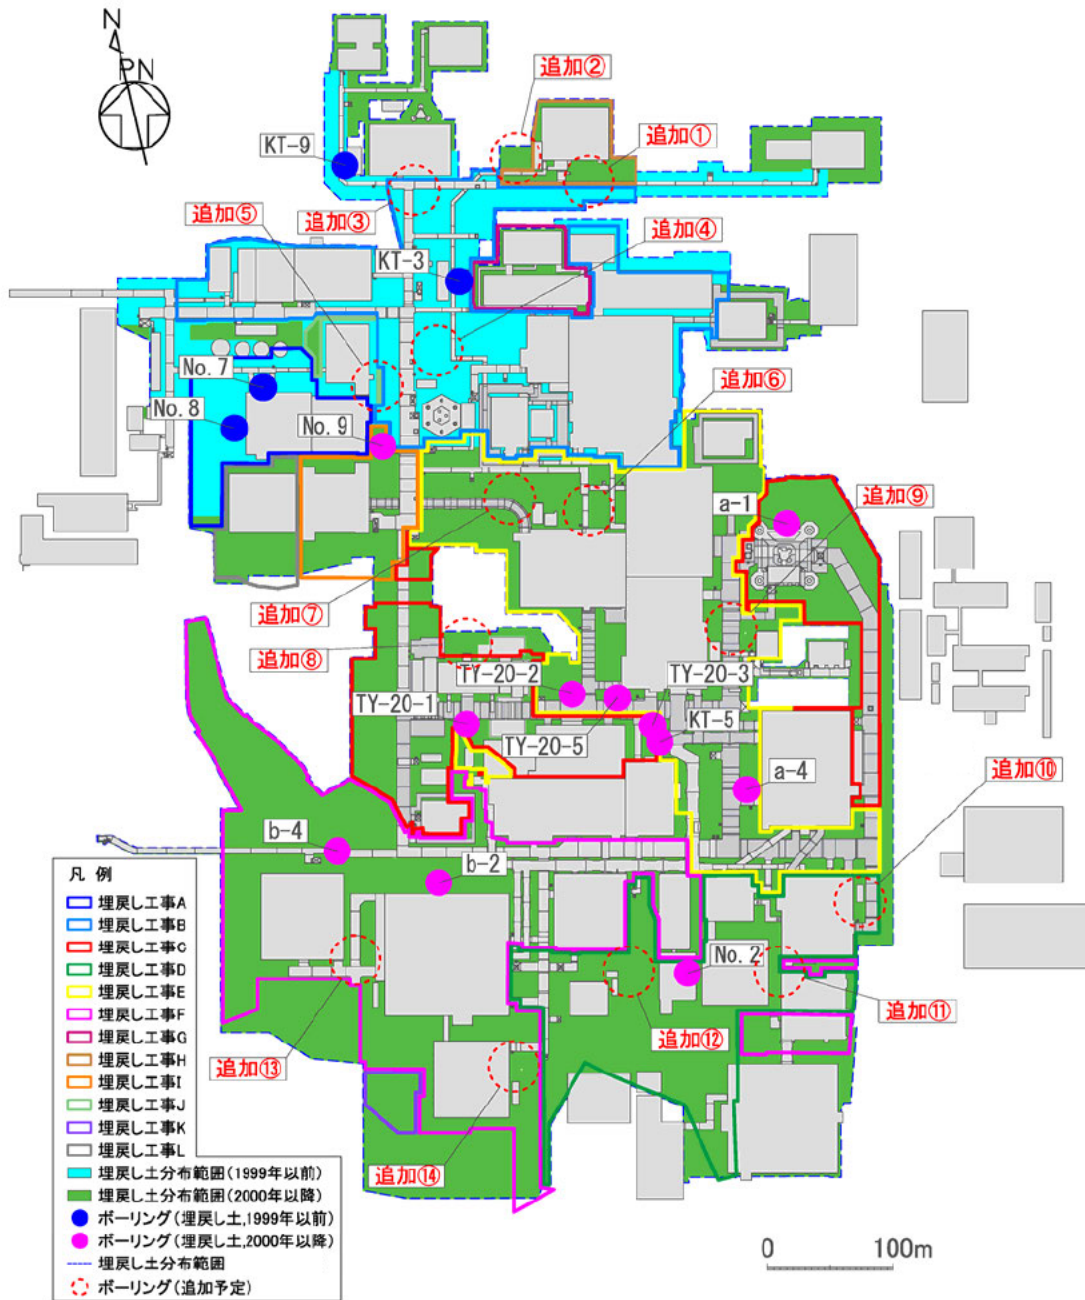 N
PN
追加②
追加①
KT-9
追加③
追加⑤
追加④
KT-3
No. 7
No. 8
No. 9
追加⑥
追加⑨
a-1
追加⑦
追加⑧
TY-20-2
TY-20-3
TY-20-1
KT-5
TY-20-5
a-4
追加⑩
b-4
b-2
No. 2
追加⑪
追加⑫
追加⑬
追加⑭
凡 例
埋戻し工事A
埋戻し工事B
埋戻し工事C
埋戻し工事D
埋戻し工事E
埋戻し工事F
埋戻し工事G
埋戻し工事H
埋戻し工事I
埋戻し工事J
埋戻し工事K
埋戻し工事L
埋戻し土分布範囲(1999年以前)
埋戻し土分布範囲(2000年以降)
ボーリング(埋戻し土,1999年以前)
ボーリング(埋戻し土,2000年以降)
埋戻し土分布範囲
ボーリング(追加予定)
0 100m